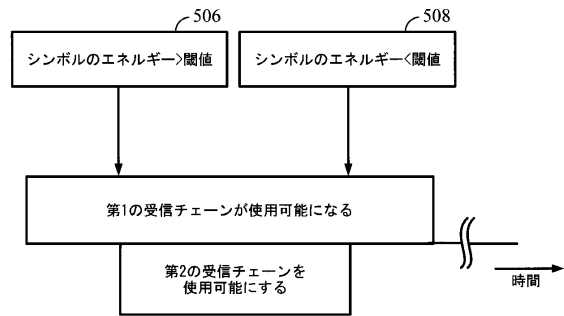 506
508
シンボルのエネルギー>閾値
シンボルのエネルギー<閾値
第1の受信チェーンが使用可能になる
第2の受信チェーンを
使用可能にする
時間